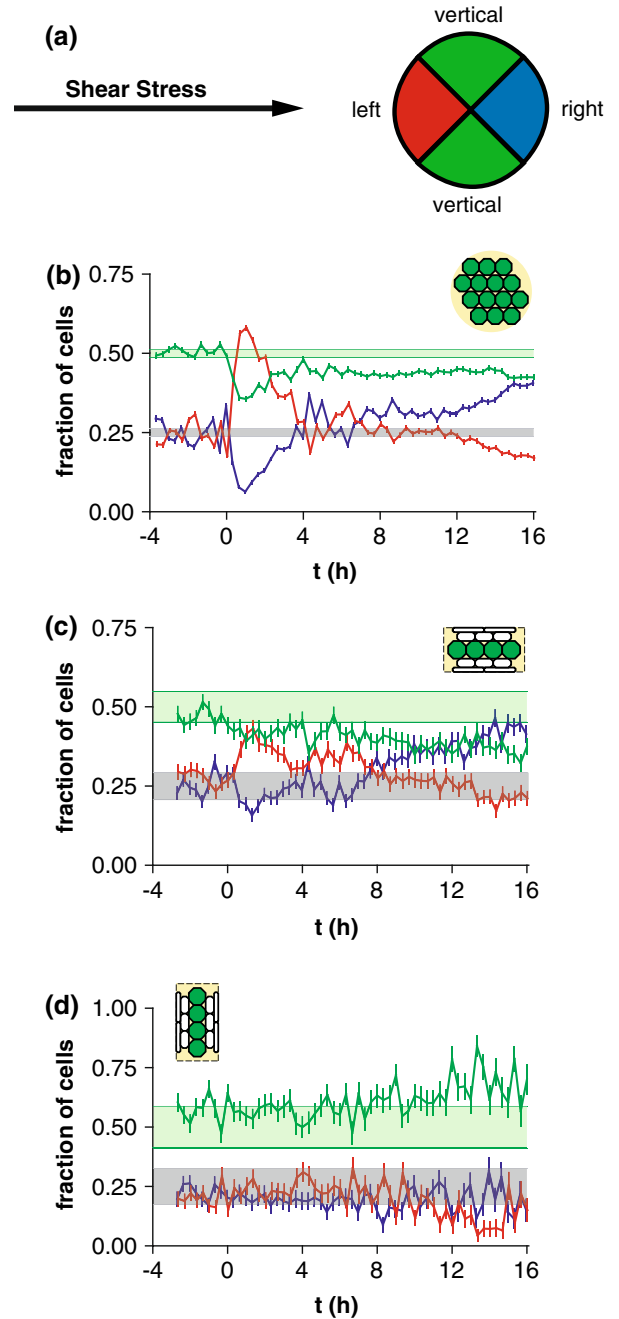 (a)
vertical
Shear Stress
left
right
vertical
(b)
0.75
0.50
0.25
0.00
fraction of cells
-4 0 4 8 12 16
t (h)
(c)
0.75
0.50
0.25
0.00
fraction of cells
-4 0 4 8 12 16
t (h)
(d)
1.00
0.75
0.50
0.25
0.00
fraction of cells
-4 0 4 8 12 16
t (h)